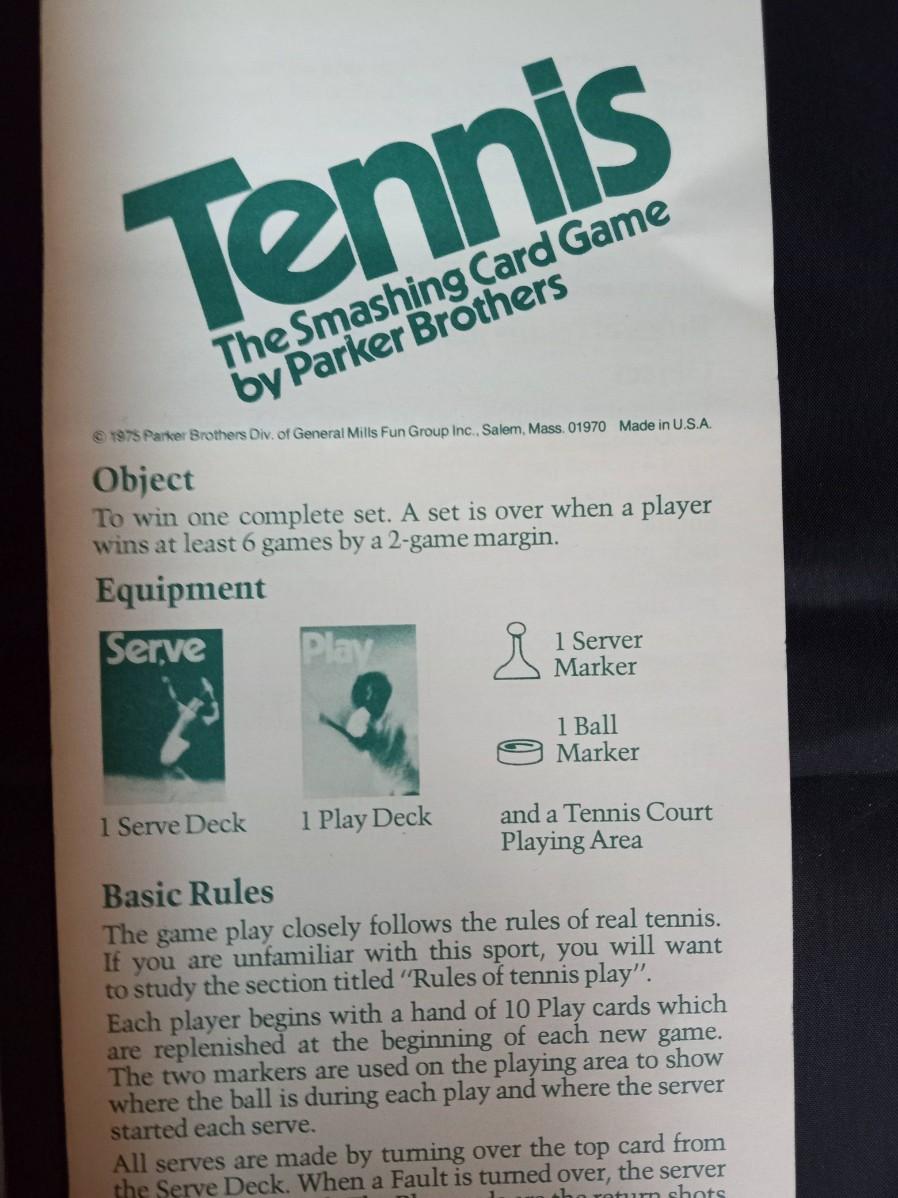 Tennis
The Smashing Card Game
by Parker Brothers
© 1975 Parker Brothers Div. of General Mills Fun Group Inc., Salem, Mass. 01970 Made in U.S.A.
Object
To win one complete set. A set is over when a player
wins at least 6 games by a 2-game margin.
Equipment
Serve
Play
1 Server
Marker
1 Ball
Marker
1 Serve Deck
1 Play Deck
and a Tennis Court
Playing Area
Basic Rules
The game play closely follows the rules of real tennis.
If you are unfamiliar with this sport, you will want
to study the section titled "Rules of tennis play".
Each player begins with a hand of 10 Play cards which
are replenished at the beginning of each new game.
The two markers are used on the playing area to show
where the ball is during each play and where the server
started each serve.
All serves are made by turning over the top card from
the Serve Deck. When a Fault is turned over, the server
the return shots